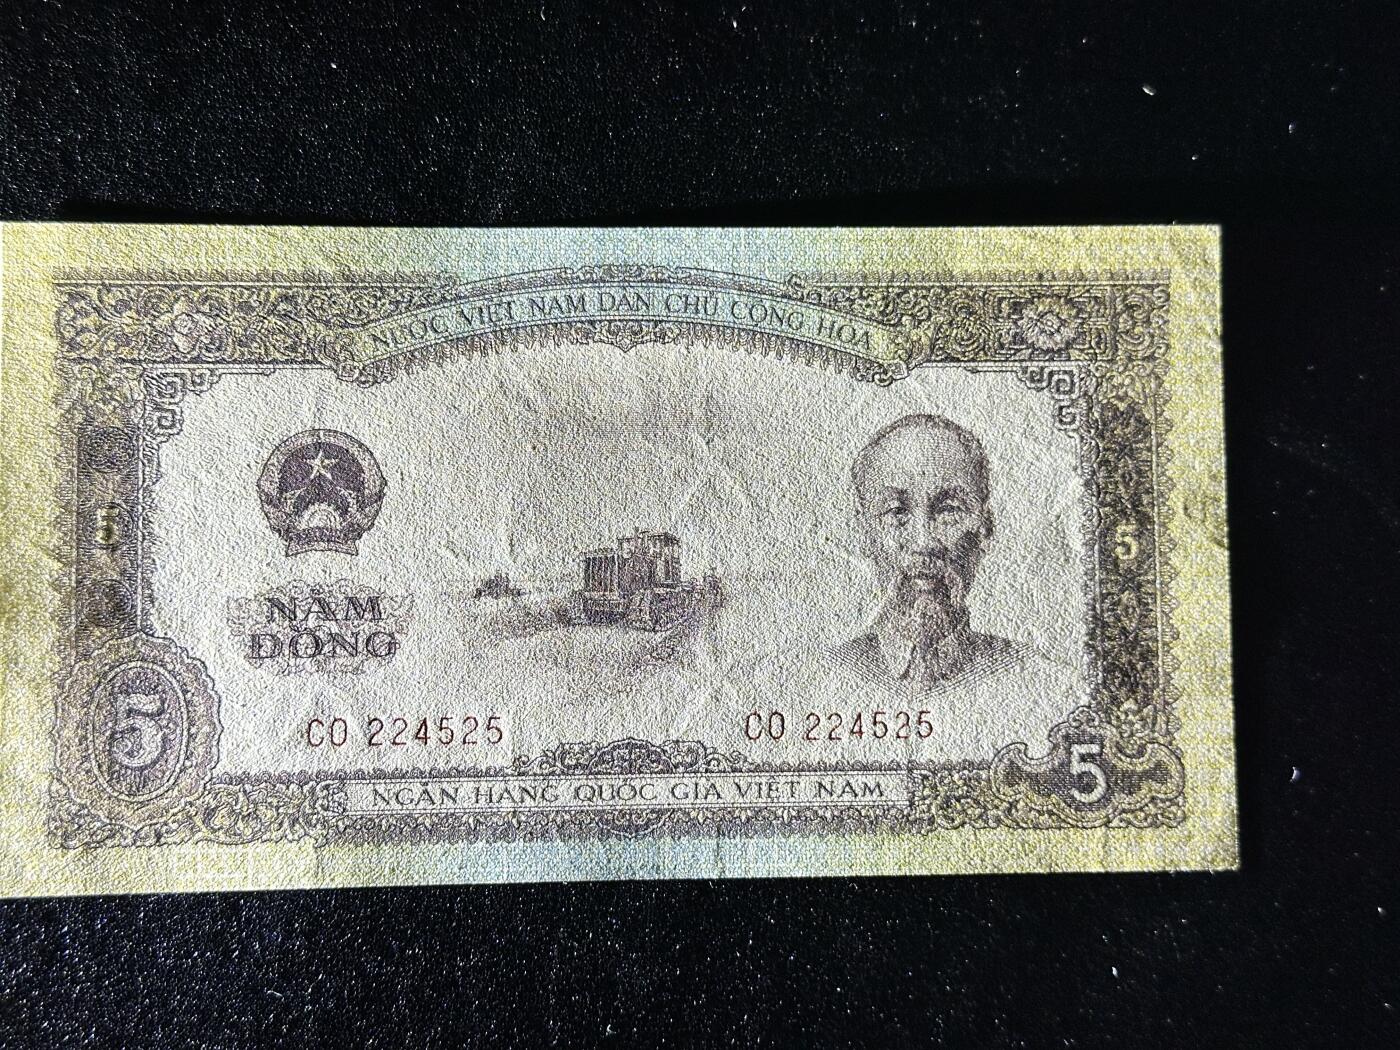 NƯỚC VIỆT NAM DÂN CHỦ CỘNG HÒA
5
5
NĂM
ĐỒNG
5
CO 224525
CO 224525
5
NGÂN HÀNG QUỐC GIA VIỆT NAM